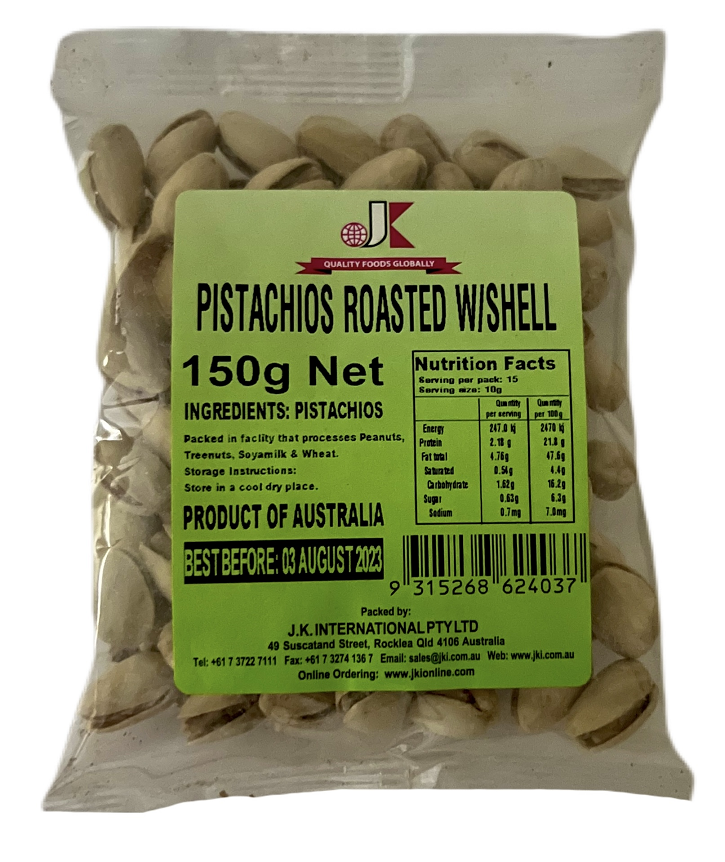 JK
QUALITY FOODS GLOBALLY
PISTACHIOS ROASTED W/SHELL
150g Net
INGREDIENTS: PISTACHIOS
Packed in faclity that processes Peanuts,
Treenuts, Soyamilk & Wheat.
Storage Instructions:
Store in a cool dry place.
PRODUCT OF AUSTRALIA
BEST BEFORE: 03 AUGUST 2023
Nutrition Facts
Serving per pack: 15
Serving size: 10g
Quantity per serving Quantity per 100g
Energy 247.0 kj 2470 kj
Protein 2.18 g 21.8 g
Fat total 4.76g 47.6g
Saturated 0.54g 4.4g
Carbohydrate 1.62g 16.2g
Sugar 0.63g 6.3g
Sodium 0.7mg 7.0mg
9 315268 624037
Packed by:
J.K. INTERNATIONAL PTY LTD
49 Suscatand Street, Rocklea Qld 4106 Australia
Tel: +61 7 3722 7111 Fax: +61 7 3274 136 7 Email: sales@jki.com.au Web: www.jki.com.au
Online Ordering: www.jkionline.com